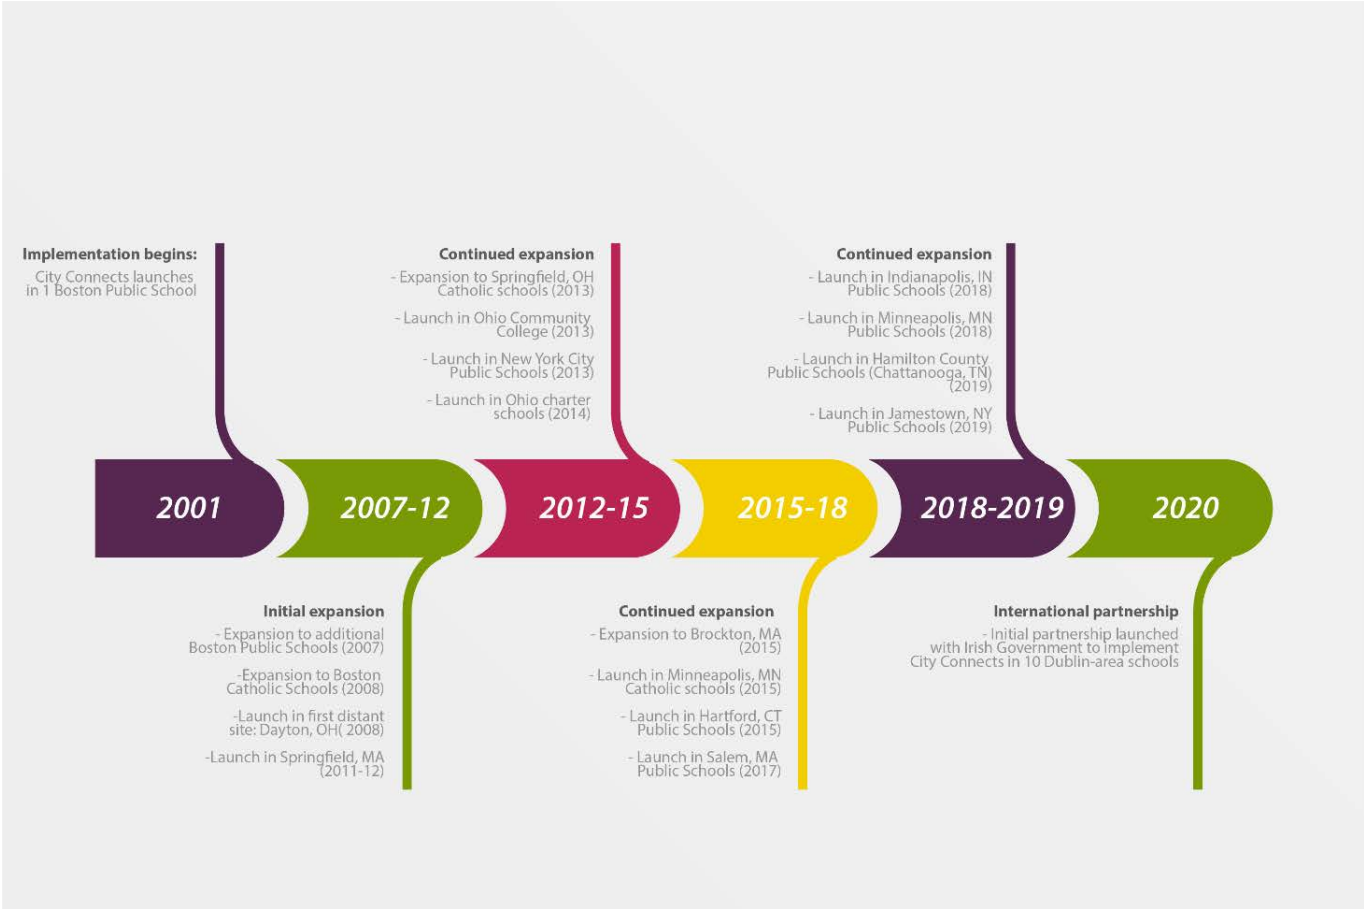 Implementation begins:
City Connects launches
in 1 Boston Public School
Continued expansion
- Expansion to Springfield, OH
Catholic schools (2013)
- Launch in Ohio Community
College (2013)
- Launch in New York City
Public Schools (2013)
- Launch in Ohio charter
schools (2014)
Continued expansion
- Launch in Indianapolis, IN
Public Schools (2018)
- Launch in Minneapolis, MN
Public Schools (2018)
- Launch in Hamilton County
Public Schools (Chattanooga, TN)
(2019)
- Launch in Jamestown, NY
Public Schools (2019)
2001
2007-12
2012-15
2015-18
2018-2019
2020
Initial expansion
- Expansion to additional
Boston Public Schools (2007)
-Expansion to Boston
Catholic Schools (2008)
-Launch in first distant
site: Dayton, OH( 2008)
-Launch in Springfield, MA
(2011-12)
Continued expansion
- Expansion to Brockton, MA
(2015)
- Launch in Minneapolis, MN
Catholic schools (2015)
- Launch in Hartford, CT
Public Schools (2015)
- Launch in Salem, MA
Public Schools (2017)
International partnership
- Initial partnership launched
with Irish Government to implement
City Connects in 10 Dublin-area schools